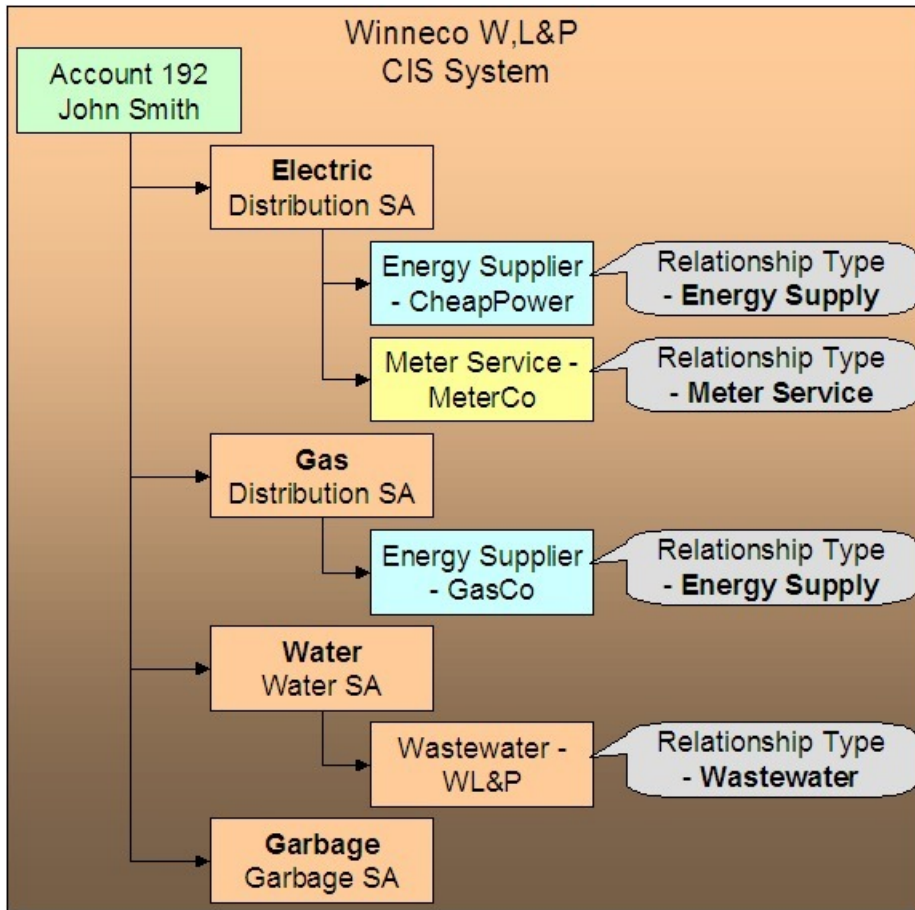 Winneco W,L&P
CIS System
Account 192
John Smith
Electric
Distribution SA
Energy Supplier
- CheapPower
Relationship Type
- Energy Supply
Meter Service -
MeterCo
Relationship Type
- Meter Service
Gas
Distribution SA
Energy Supplier
- GasCo
Relationship Type
- Energy Supply
Water
Water SA
Wastewater -
WL&P
Relationship Type
- Wastewater
Garbage
Garbage SA